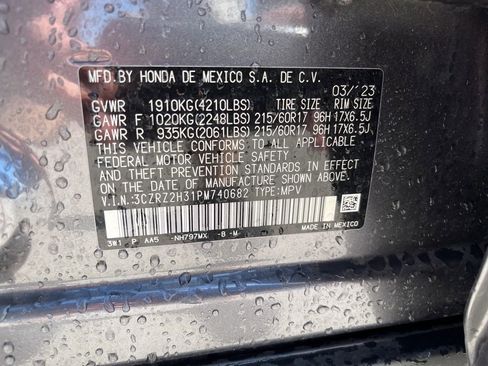 MFD.BY HONDA DE MEXICO S.A. DE C.V.
03/'23
GVWR 1910KG(4210LBS) TIRE SIZE RIM SIZE
GAWR F 1020KG(2248LBS) 215/60R17 96H 17X6.5J
GAWR R 935KG(2061LBS) 215/60R17 96H 17X6.5J
THIS VEHICLE CONFORMS TO ALL APPLICABLE
FEDERAL MOTOR VEHICLE SAFETY, BUMPER, AND
THEFT PREVENTION STANDARDS IN EFFECT ON THE
DATE OF MANUFACTURE SHOWN ABOVE.
V.I.N.:3CZRZ2H31PM740682 TYPE:MPV
3W1 P AA5 -NH797MX -B-M- MADE IN MEXICO